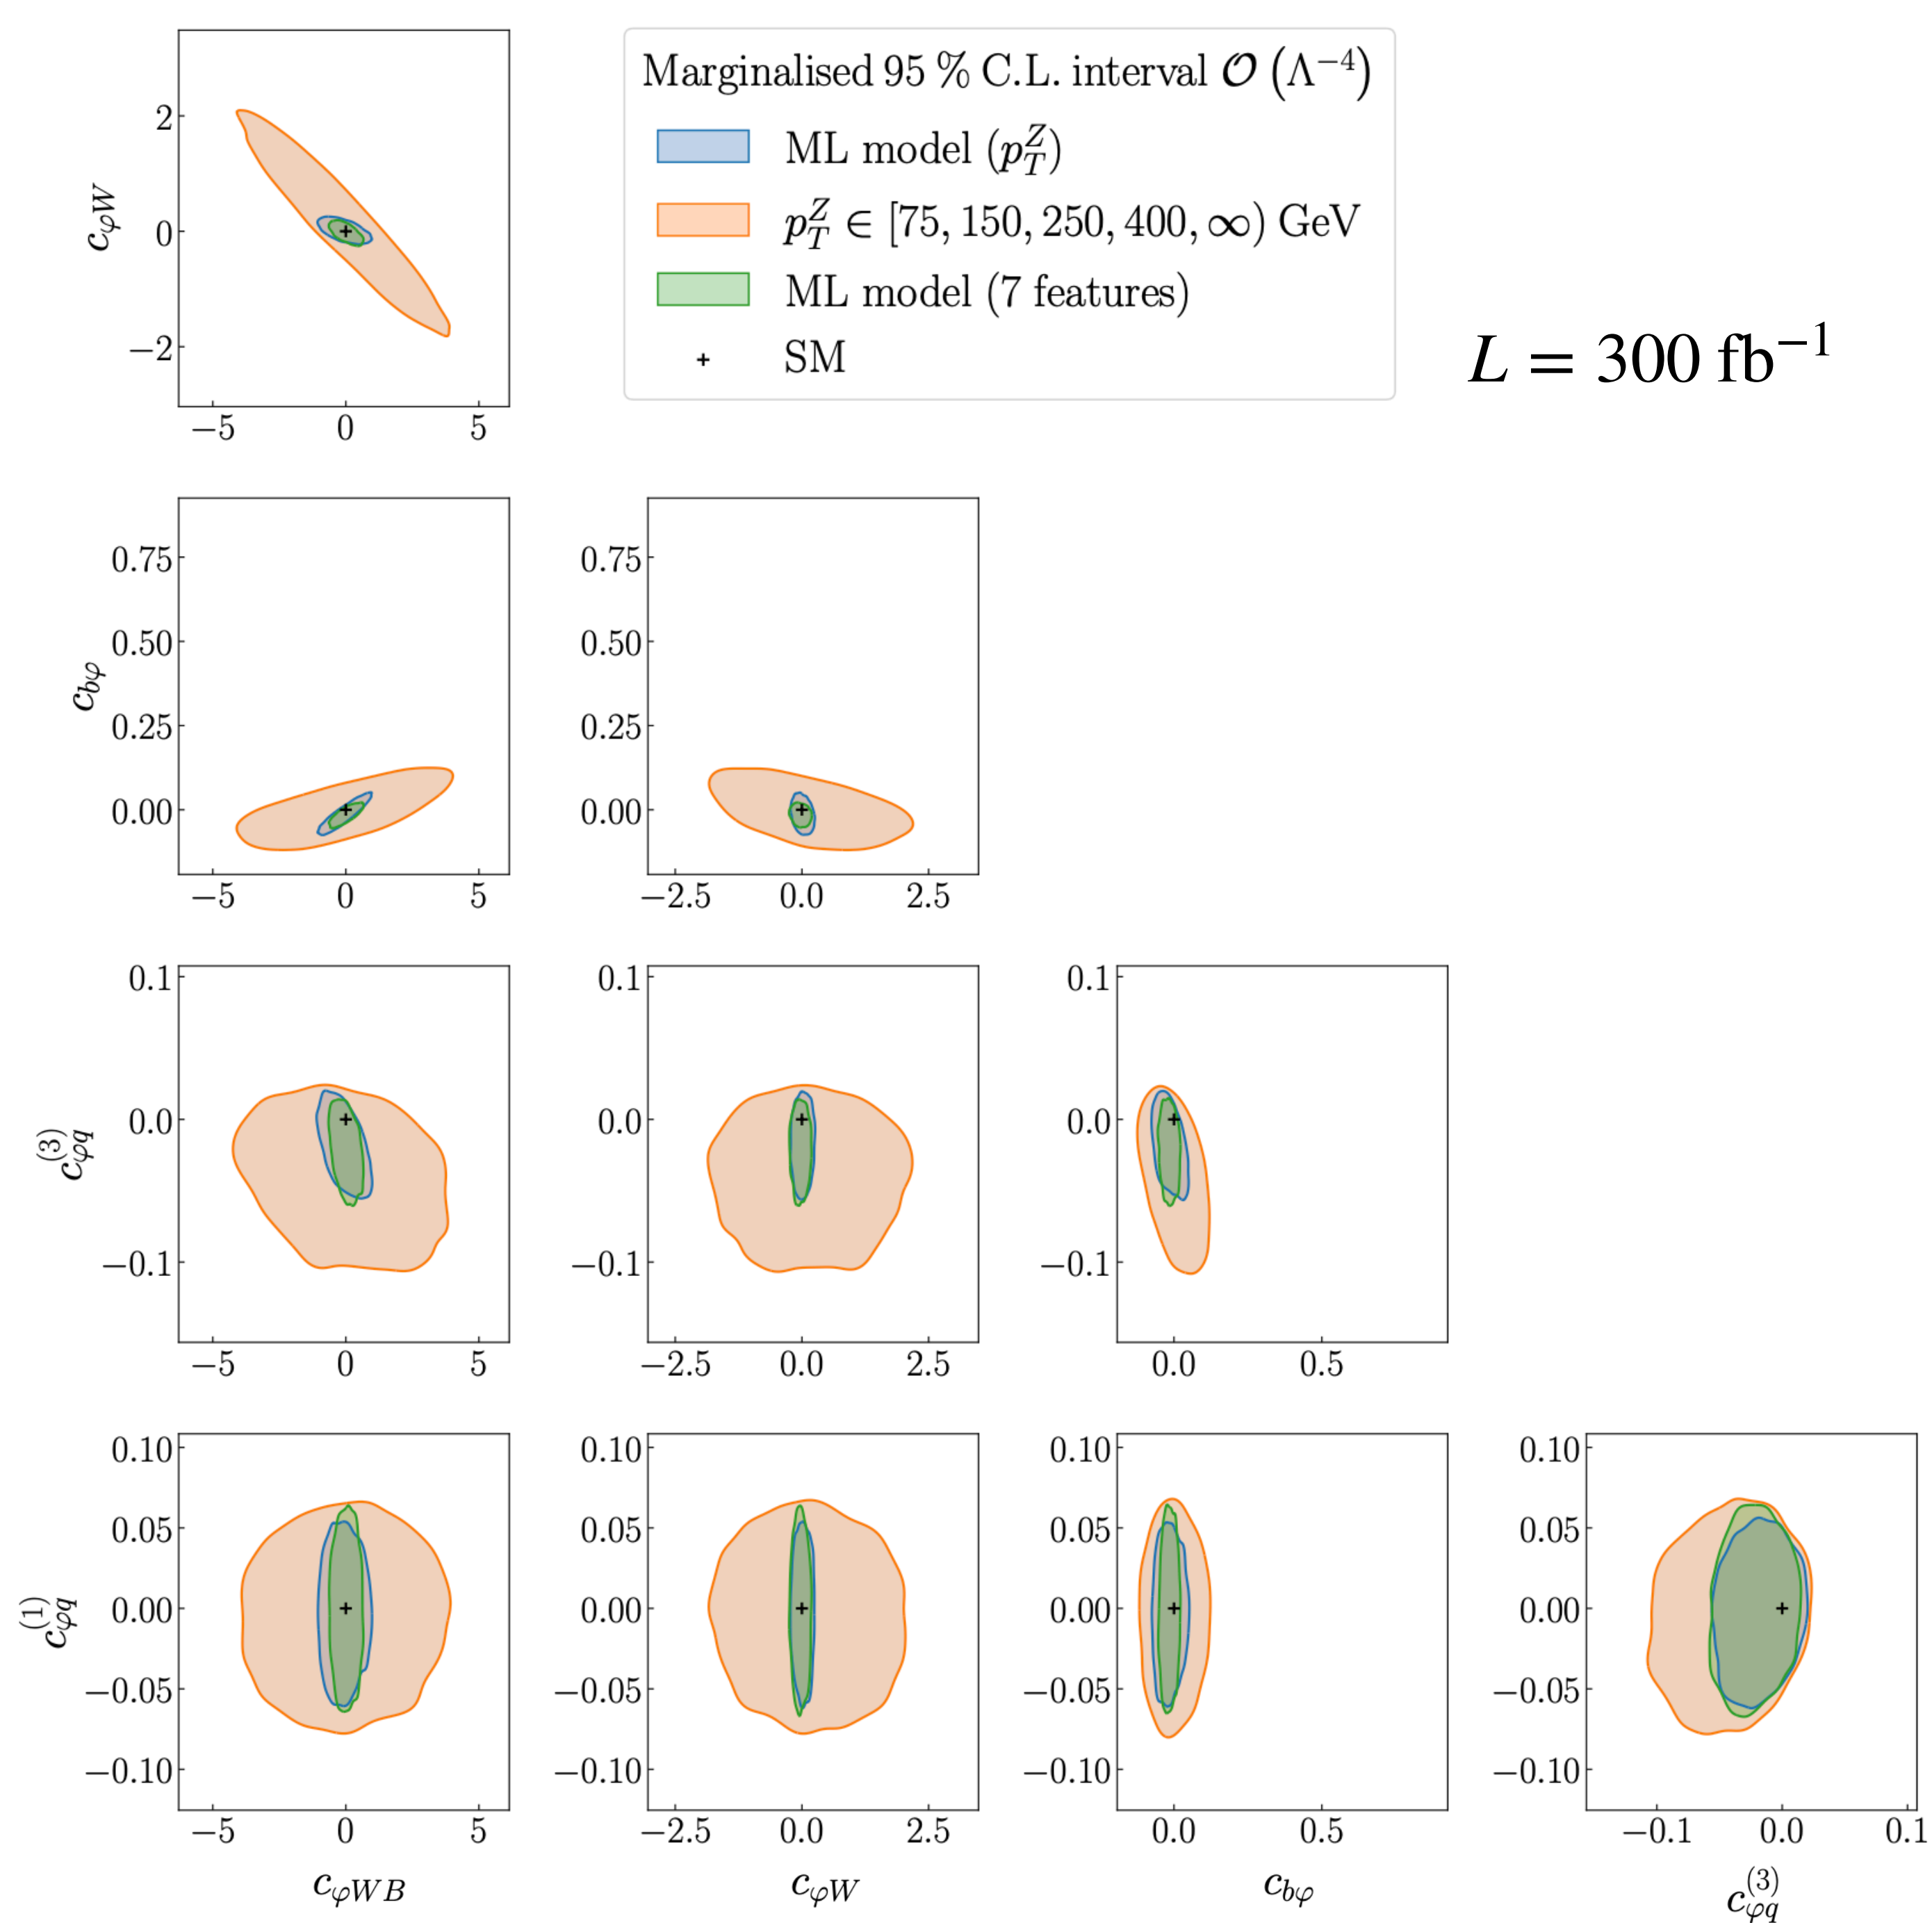 Marginalised 95 % C.L. interval 𝒪 (Λ⁻⁴)
ML model (p_T^Z)
p_T^Z ∈ [75, 150, 250, 400, ∞) GeV
ML model (7 features)
SM
L = 300 fb⁻¹
c_φW
2
0
−2
−5 0 5
c_bφ
0.75
0.50
0.25
0.00
−5 0 5
0.75
0.50
0.25
0.00
−2.5 0.0 2.5
c_φq^(3)
0.1
0.0
−0.1
−5 0 5
0.1
0.0
−0.1
−2.5 0.0 2.5
0.1
0.0
−0.1
0.0 0.5
c_φq^(1)
0.10
0.05
0.00
−0.05
−0.10
−5 0 5
c_φWB
0.10
0.05
0.00
−0.05
−0.10
−2.5 0.0 2.5
c_φW
0.10
0.05
0.00
−0.05
−0.10
0.0 0.5
c_bφ
0.10
0.05
0.00
−0.05
−0.10
−0.1 0.0 0.1
c_φq^(3)